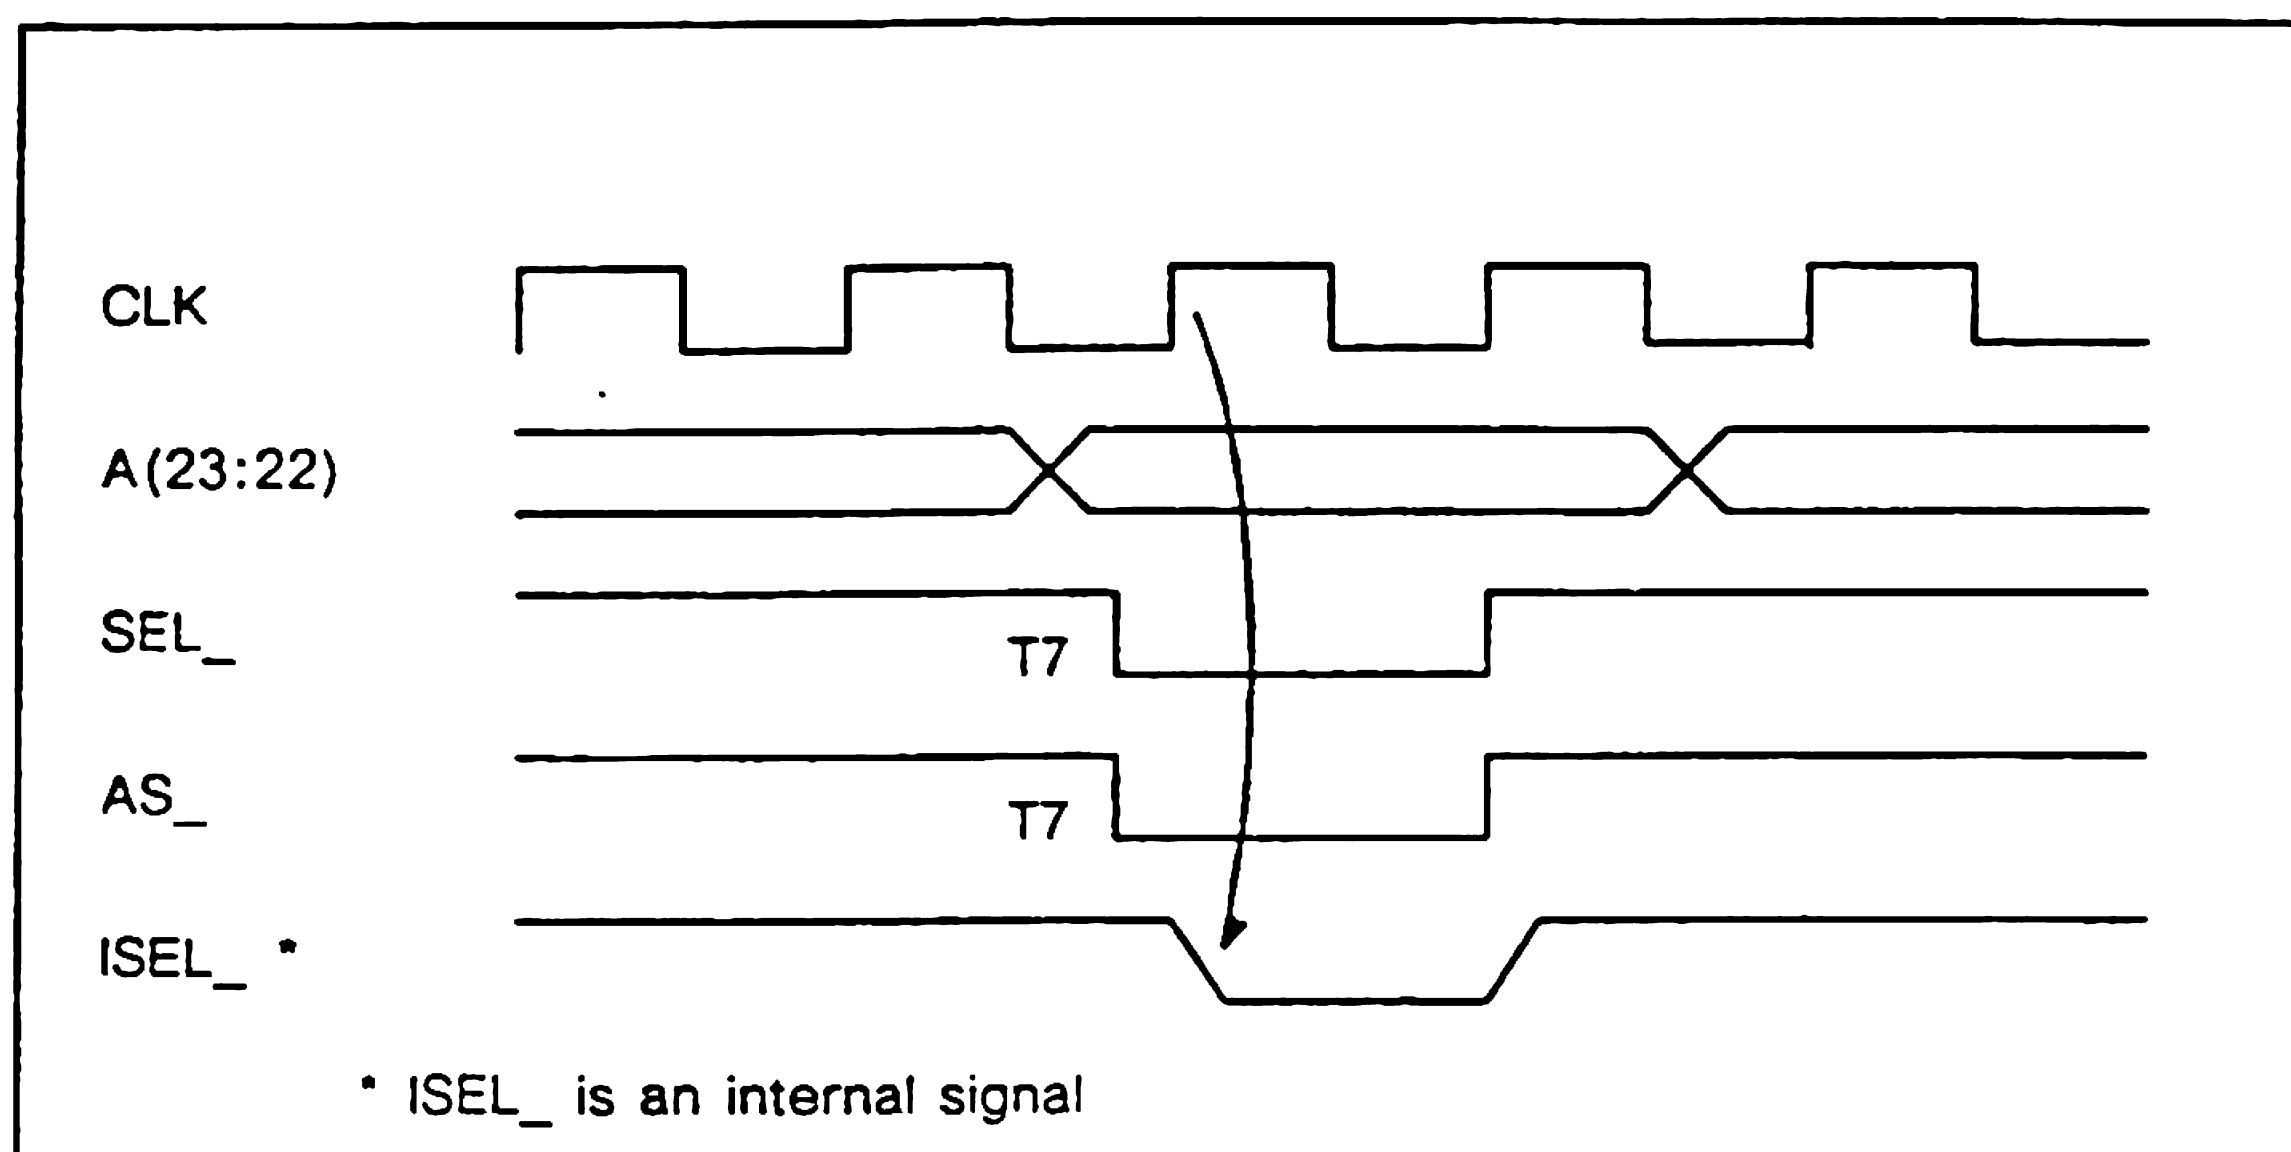 CLK
A(23:22)
SEL_
T7
AS_
T7
ISEL_ *
* ISEL_ is an internal signal